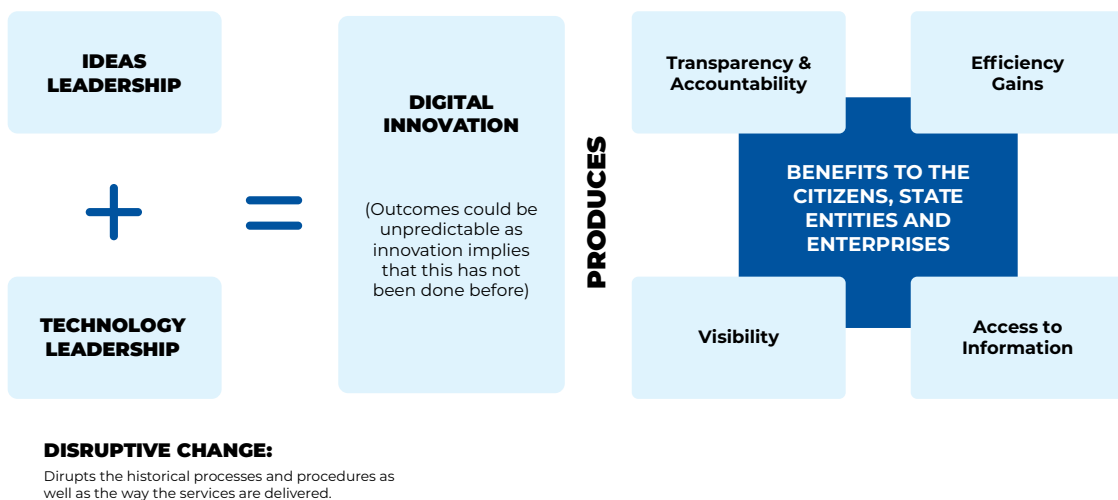 IDEAS
LEADERSHIP
+
TECHNOLOGY
LEADERSHIP
=
DIGITAL
INNOVATION
(Outcomes could be
unpredictable as
innovation implies
that this has not
been done before)
PRODUCES
Transparency &
Accountability
Efficiency
Gains
BENEFITS TO THE
CITIZENS, STATE
ENTITIES AND
ENTERPRISES
Visibility
Access to
Information
DISRUPTIVE CHANGE:
Dirupts the historical processes and procedures as
well as the way the services are delivered.